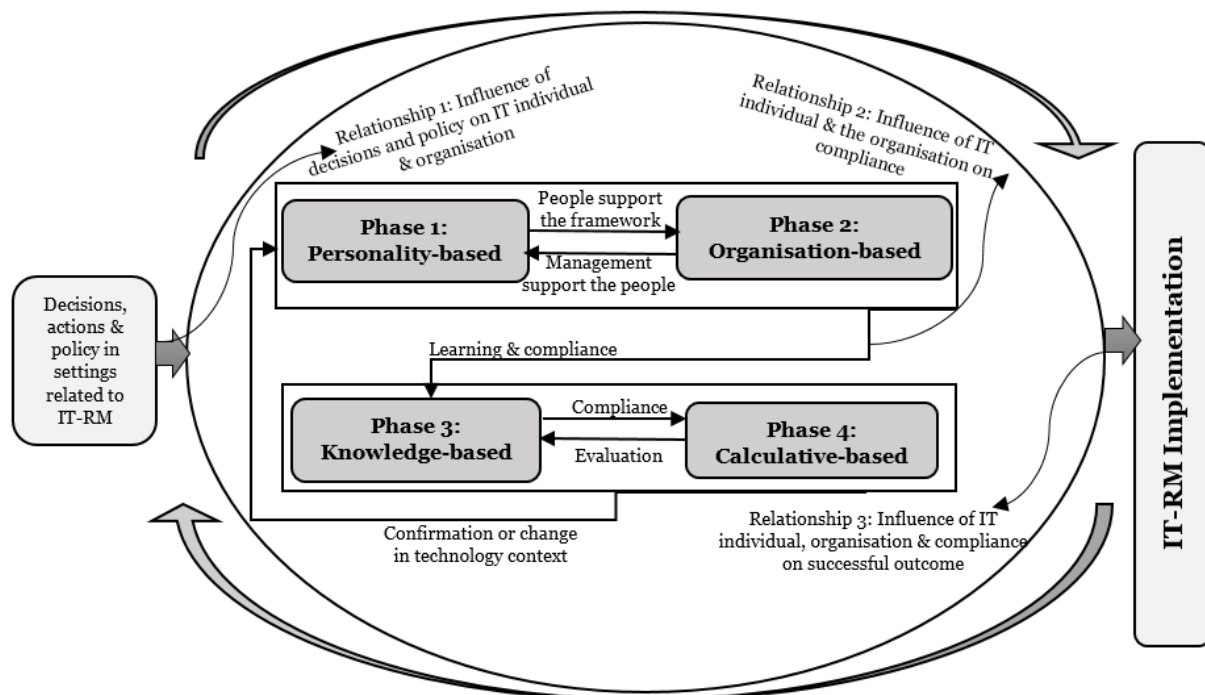 Relationship 1: Influence of
decisions and policy on IT individual
& organisation
Relationship 2: Influence of IT
individual & the organisation on
compliance
People support
the framework
Phase 1:
Personality-based
Phase 2:
Organisation-based
Management
support the people
Decisions,
actions &
policy in
settings
related to
IT-RM
Learning & compliance
Phase 3:
Knowledge-based
Compliance
Evaluation
Phase 4:
Calculative-based
Confirmation or change
in technology context
Relationship 3: Influence of IT
individual, organisation & compliance
on successful outcome
IT-RM Implementation